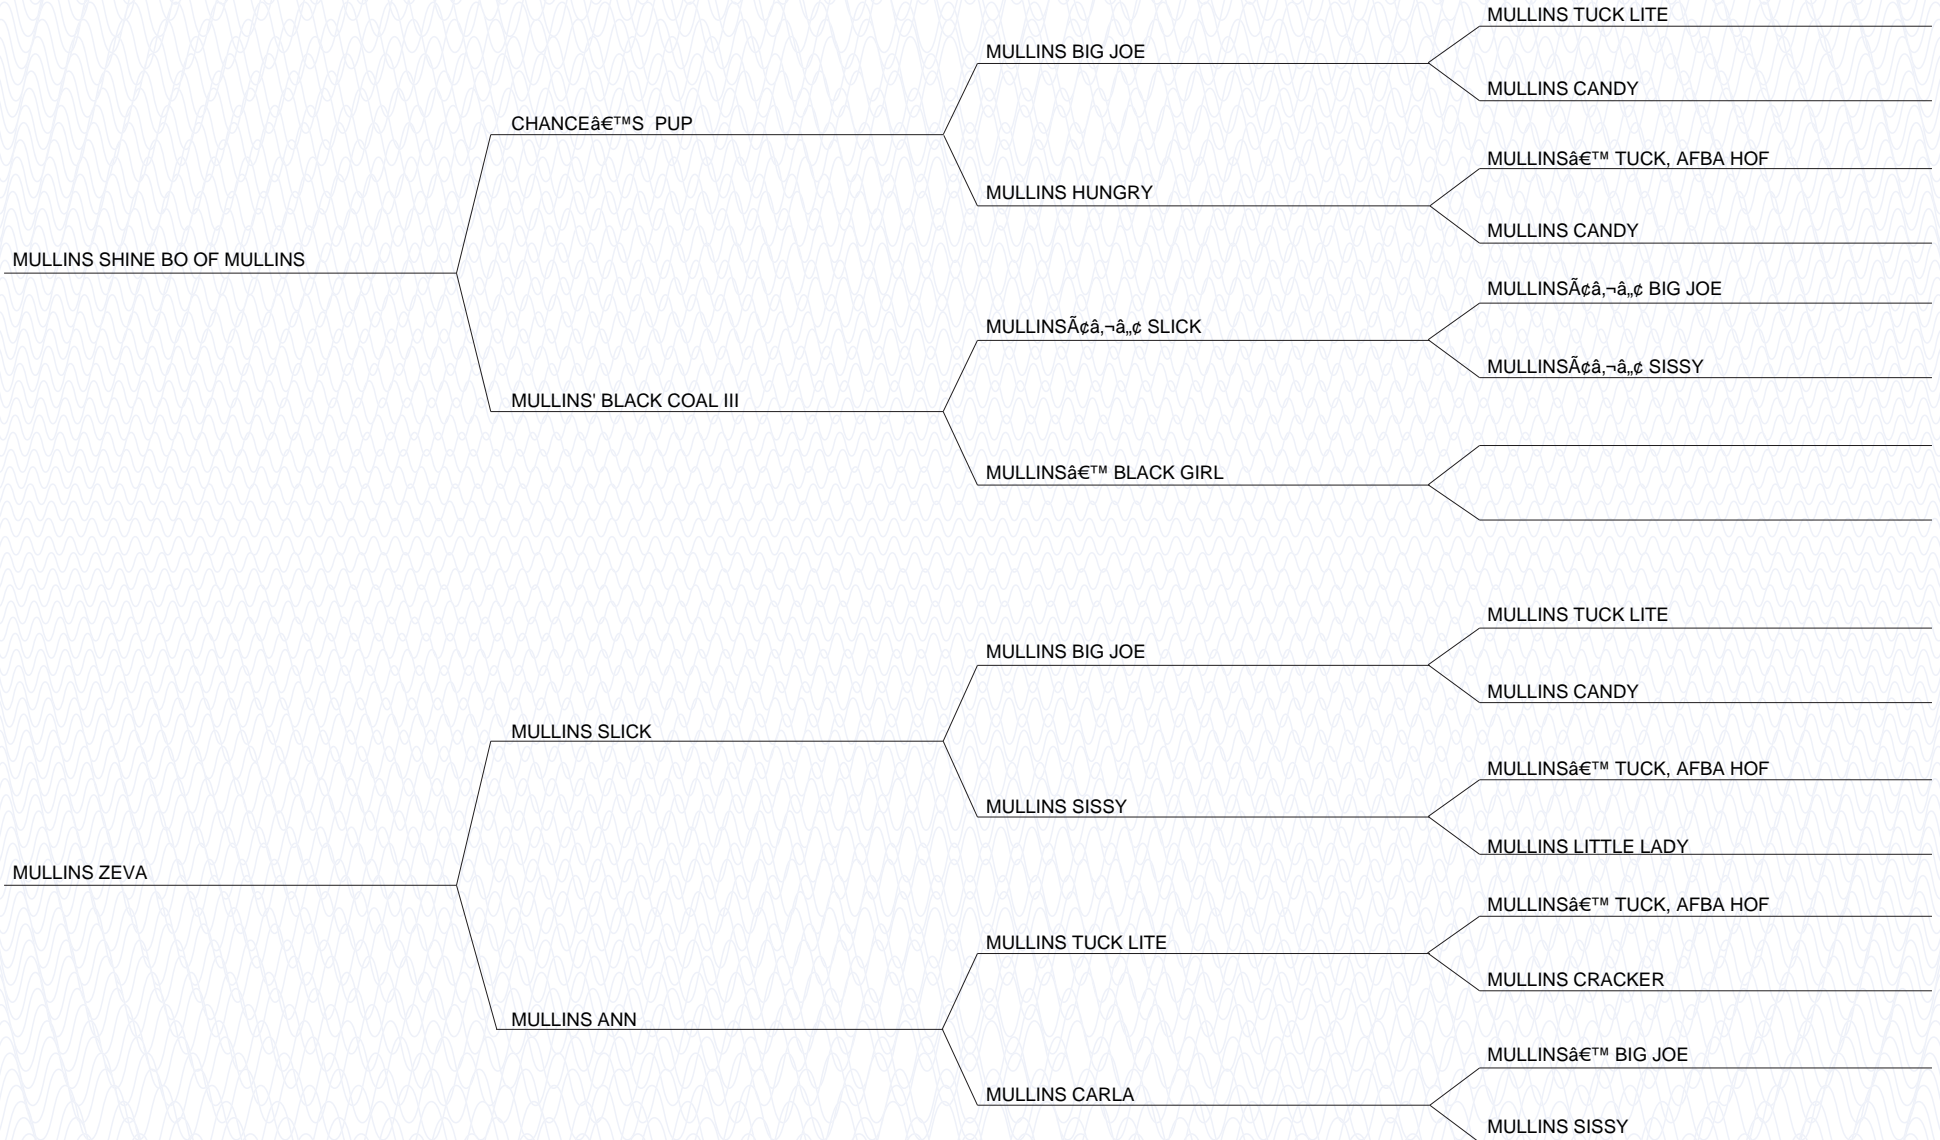 MULLINS TUCK LITE
MULLINS BIG JOE
MULLINS CANDY
CHANCEâ€™S  PUP
MULLINSâ€™ TUCK, AFBA HOF
MULLINS HUNGRY
MULLINS CANDY
MULLINS SHINE BO OF MULLINS
MULLINSÃ¢â‚¬â„¢ BIG JOE
MULLINSÃ¢â‚¬â„¢ SLICK
MULLINSÃ¢â‚¬â„¢ SISSY
MULLINS' BLACK COAL III
MULLINSâ€™ BLACK GIRL
MULLINS TUCK LITE
MULLINS BIG JOE
MULLINS CANDY
MULLINS SLICK
MULLINSâ€™ TUCK, AFBA HOF
MULLINS SISSY
MULLINS LITTLE LADY
MULLINS ZEVA
MULLINSâ€™ TUCK, AFBA HOF
MULLINS TUCK LITE
MULLINS CRACKER
MULLINS ANN
MULLINSâ€™ BIG JOE
MULLINS CARLA
MULLINS SISSY